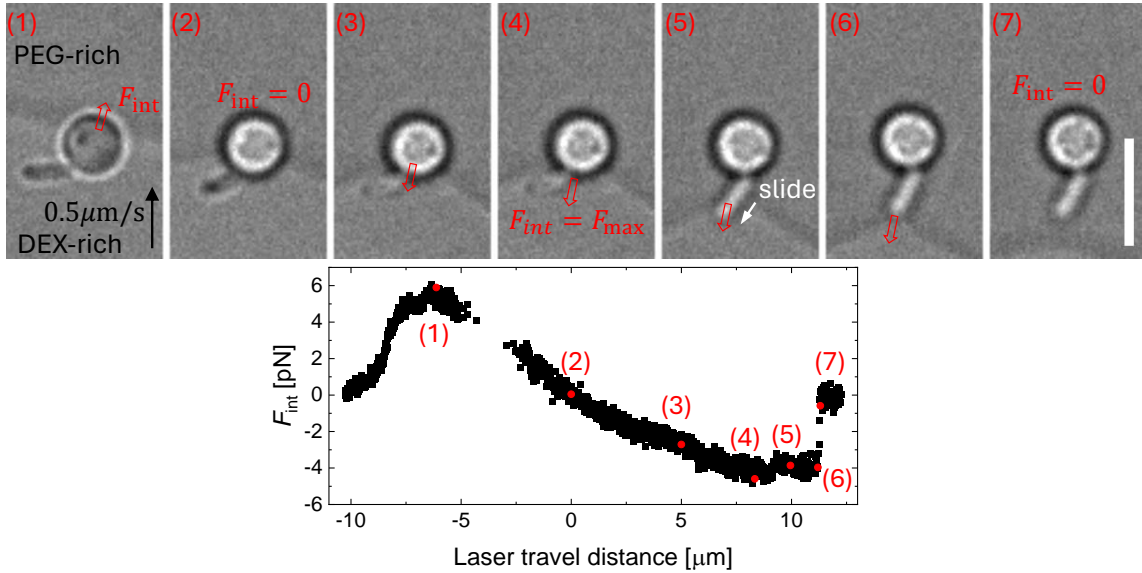 (1) (2) (3) (4) (5) (6) (7)
PEG-rich
F_int
F_int = 0
F_int = 0
0.5μm/s
DEX-rich
F_int = F_max
slide
6
4
2
0
-2
-4
-6
F_int [pN]
(1)
(2)
(3)
(4)
(5)
(6)
(7)
-10 -5 0 5 10
Laser travel distance [μm]